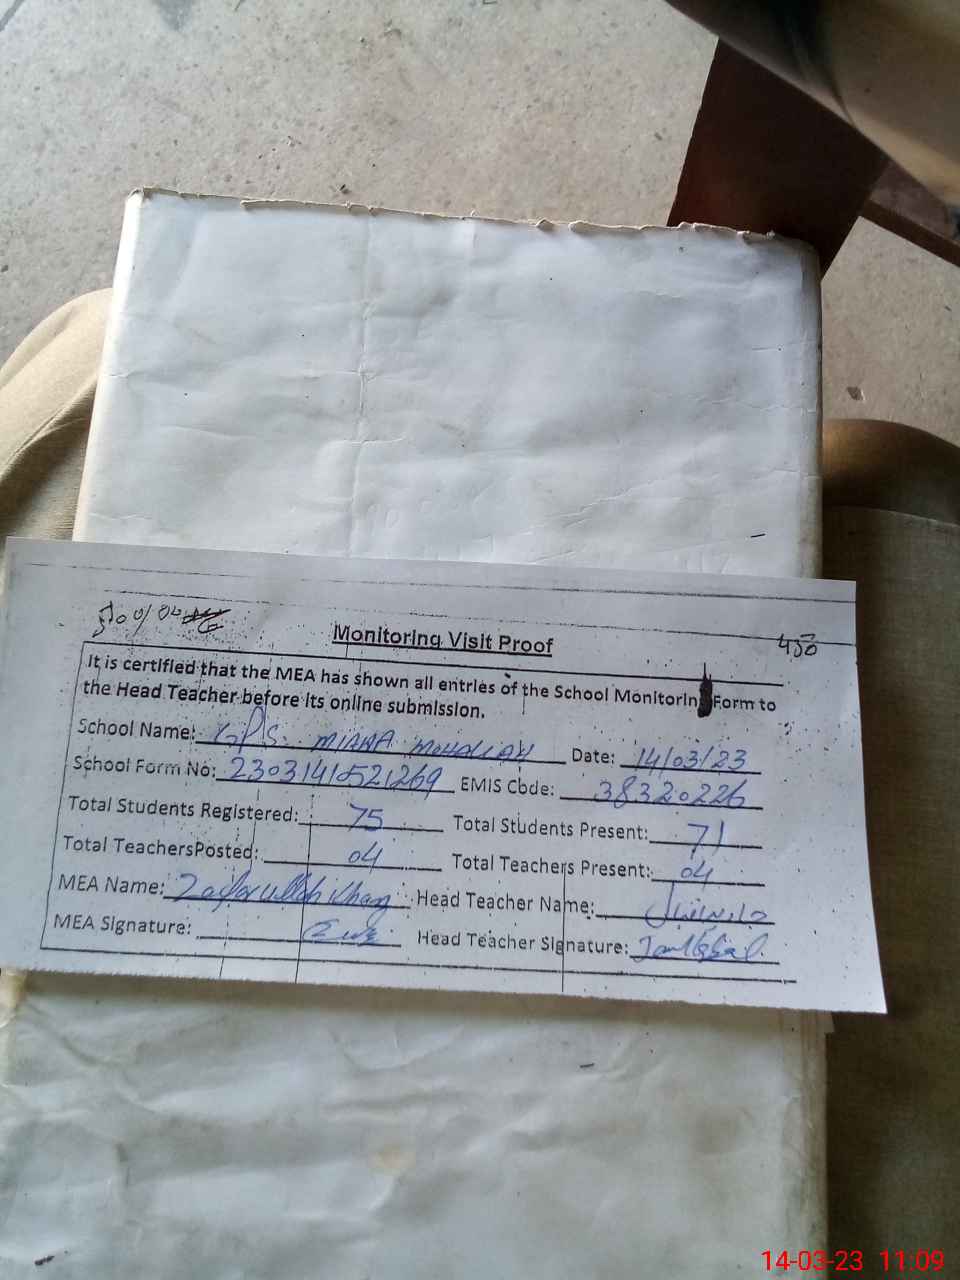 430
Monitoring Visit Proof
It is certified that the MEA has shown all entries of the School Monitoring Form to
the Head Teacher before its online submission.
School Name: GPS. MIANA MOHALLAH Date: 14/03/23
School Form No: 23031410521269 EMIS Code: 38320226
Total Students Registered: 75 Total Students Present: 71
Total TeachersPosted: 04 Total Teachers Present: 04
MEA Name: Khan Head Teacher Name:
MEA Signature: Head Teacher Signature:
14-03-23 11:09